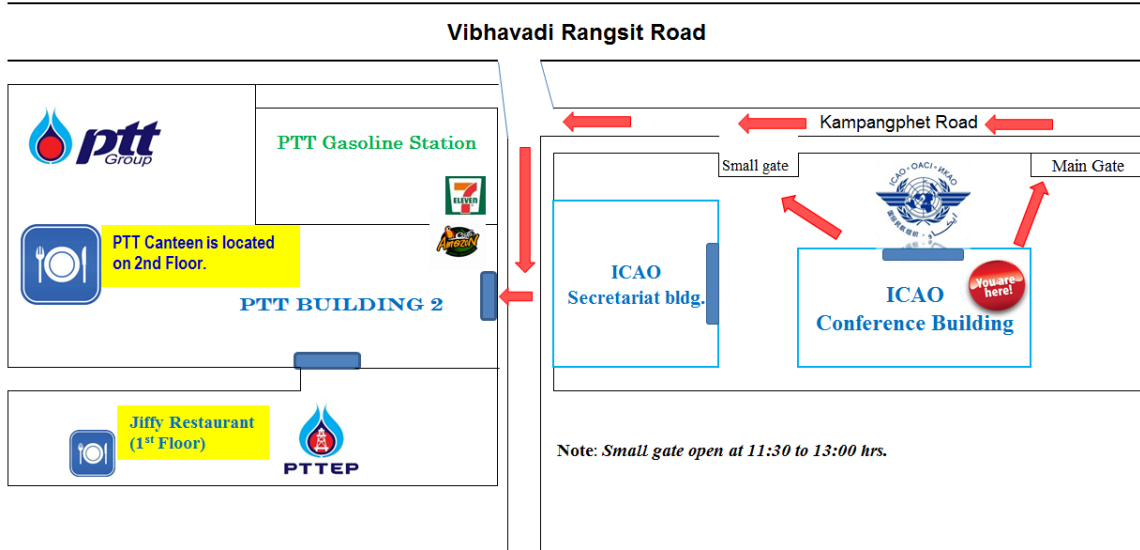 Vibhavadi Rangsit Road
ptt
Group
PTT Gasoline Station
Kampangphet Road
Small gate
ICAO · OACI · ИКАО
Main Gate
7
ELEVEN
Café
Amazon
PTT Canteen is located
on 2nd Floor.
PTT BUILDING 2
ICAO
Secretariat bldg.
You are
here!
ICAO
Conference Building
Jiffy Restaurant
(1st Floor)
PTTEP
Note: Small gate open at 11:30 to 13:00 hrs.